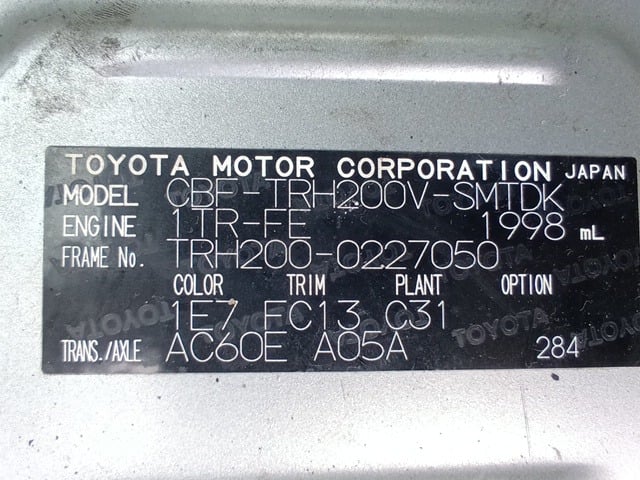 TOYOTA MOTOR CORPORATION JAPAN
MODEL CBF-TRH200V-SMTDK
ENGINE 1TR-FE 1998 mL
FRAME No. TRH200-0227050
COLOR TRIM PLANT OPTION
1E7 FC13 C31
TRANS./AXLE AC60E A05A 284